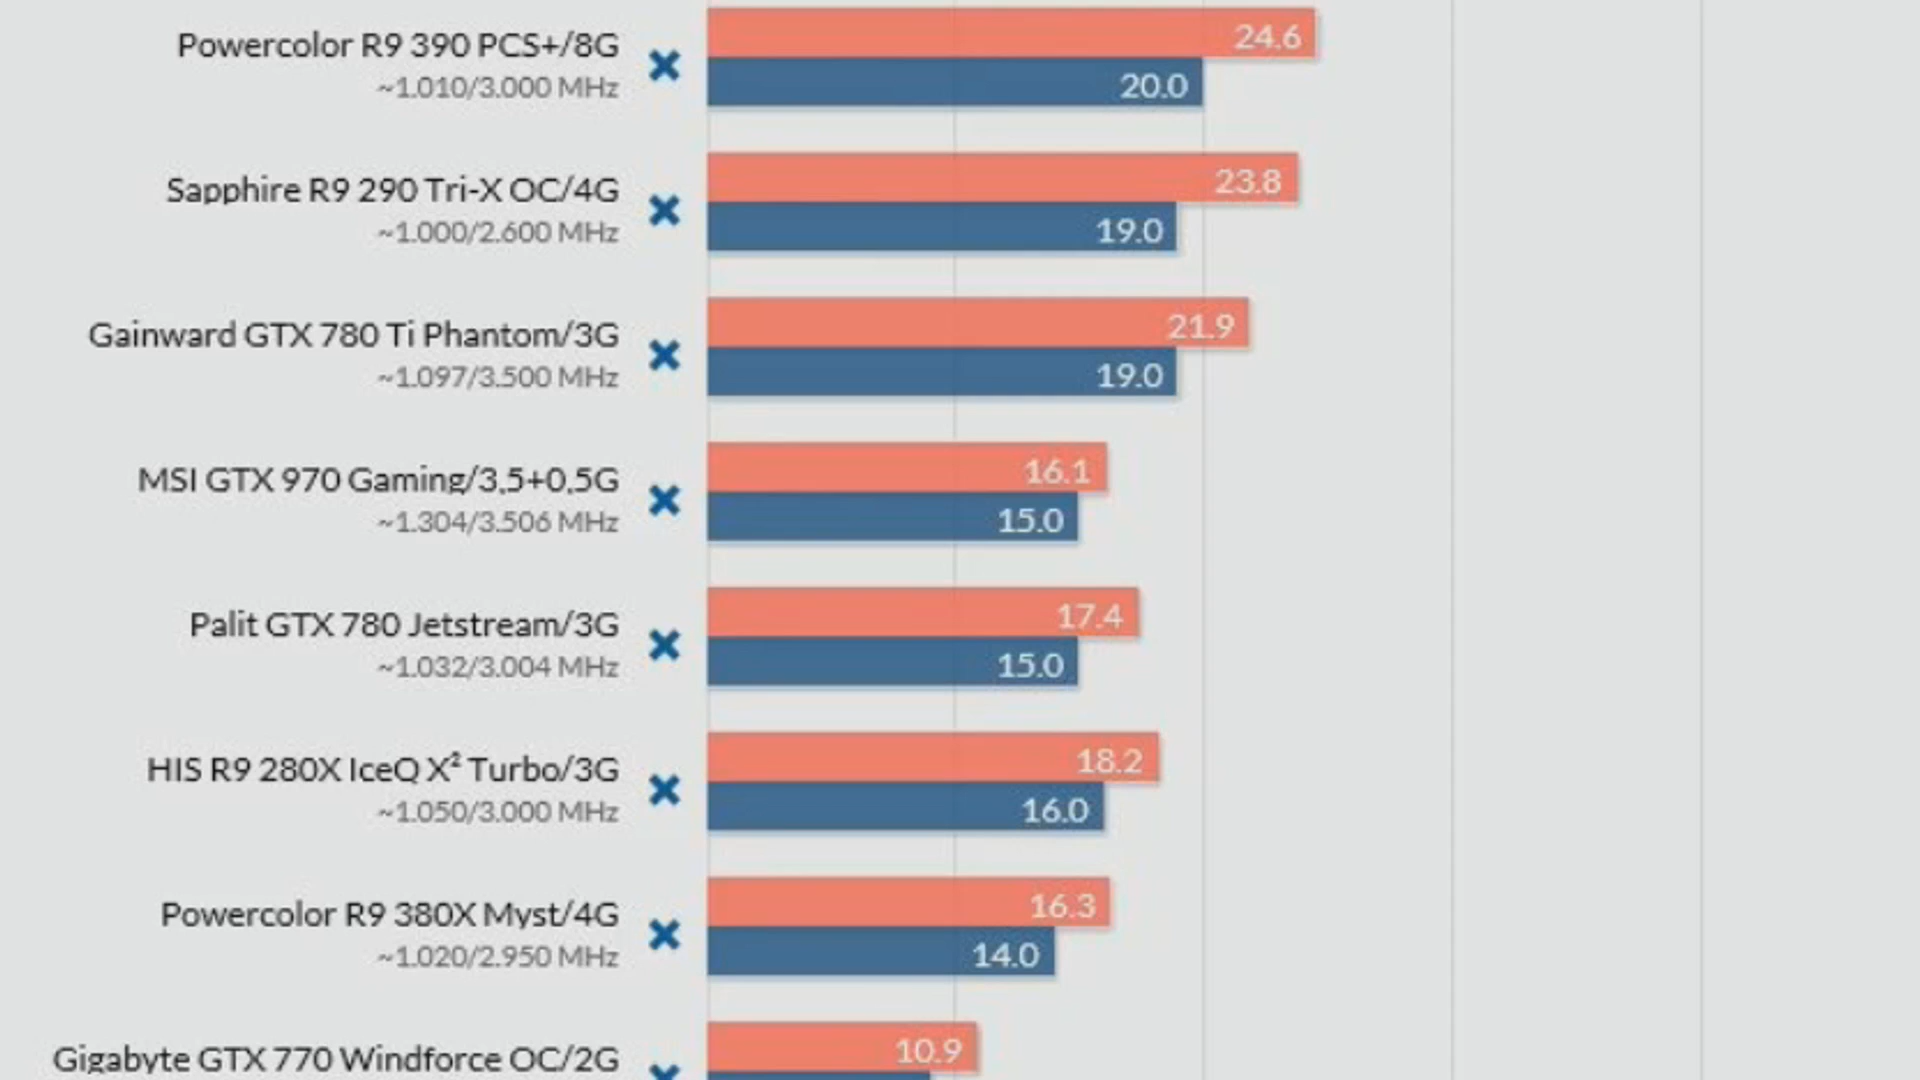 Powercolor R9 390 PCS+/8G
~1.010/3.000 MHz
24.6
20.0
Sapphire R9 290 Tri-X OC/4G
~1.000/2.600 MHz
23.8
19.0
Gainward GTX 780 Ti Phantom/3G
~1.097/3.500 MHz
21.9
19.0
MSI GTX 970 Gaming/3,5+0,5G
~1.304/3.506 MHz
16.1
15.0
Palit GTX 780 Jetstream/3G
~1.032/3.004 MHz
17.4
15.0
HIS R9 280X IceQ X² Turbo/3G
~1.050/3.000 MHz
18.2
16.0
Powercolor R9 380X Myst/4G
~1.020/2.950 MHz
16.3
14.0
Gigabyte GTX 770 Windforce OC/2G
10.9